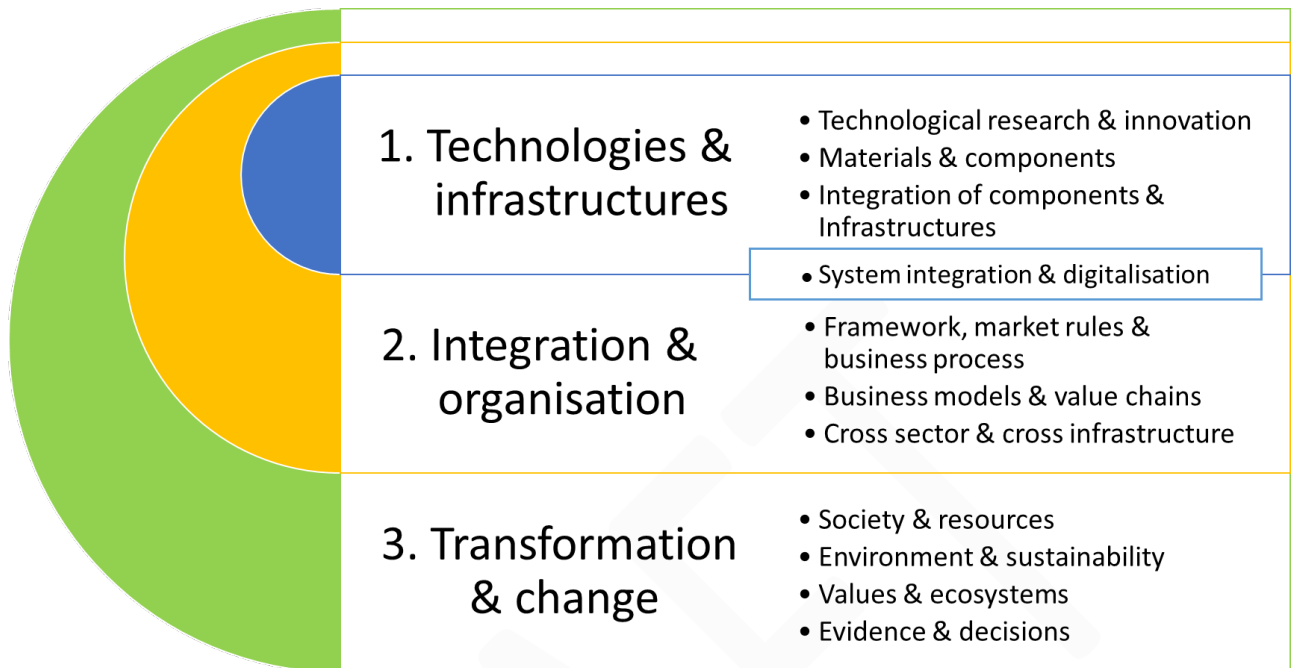 1. Technologies &
infrastructures
• Technological research & innovation
• Materials & components
• Integration of components &
Infrastructures
• System integration & digitalisation
2. Integration &
organisation
• Framework, market rules &
business process
• Business models & value chains
• Cross sector & cross infrastructure
3. Transformation
& change
• Society & resources
• Environment & sustainability
• Values & ecosystems
• Evidence & decisions